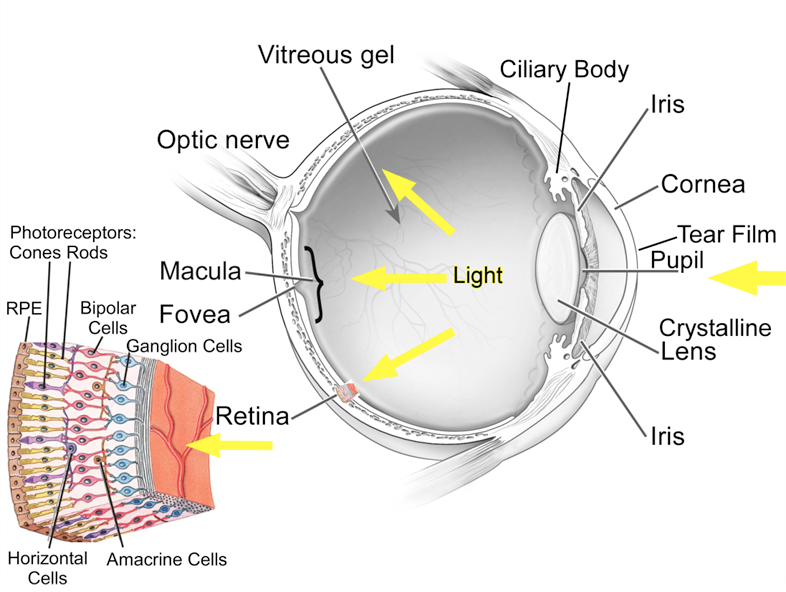 Vitreous gel
Ciliary Body
Iris
Optic nerve
Cornea
Photoreceptors:
Cones Rods
Tear Film
Macula
Light
Pupil
RPE
Bipolar
Cells
Fovea
Ganglion Cells
Crystalline
Lens
Retina
Iris
Horizontal
Cells
Amacrine Cells